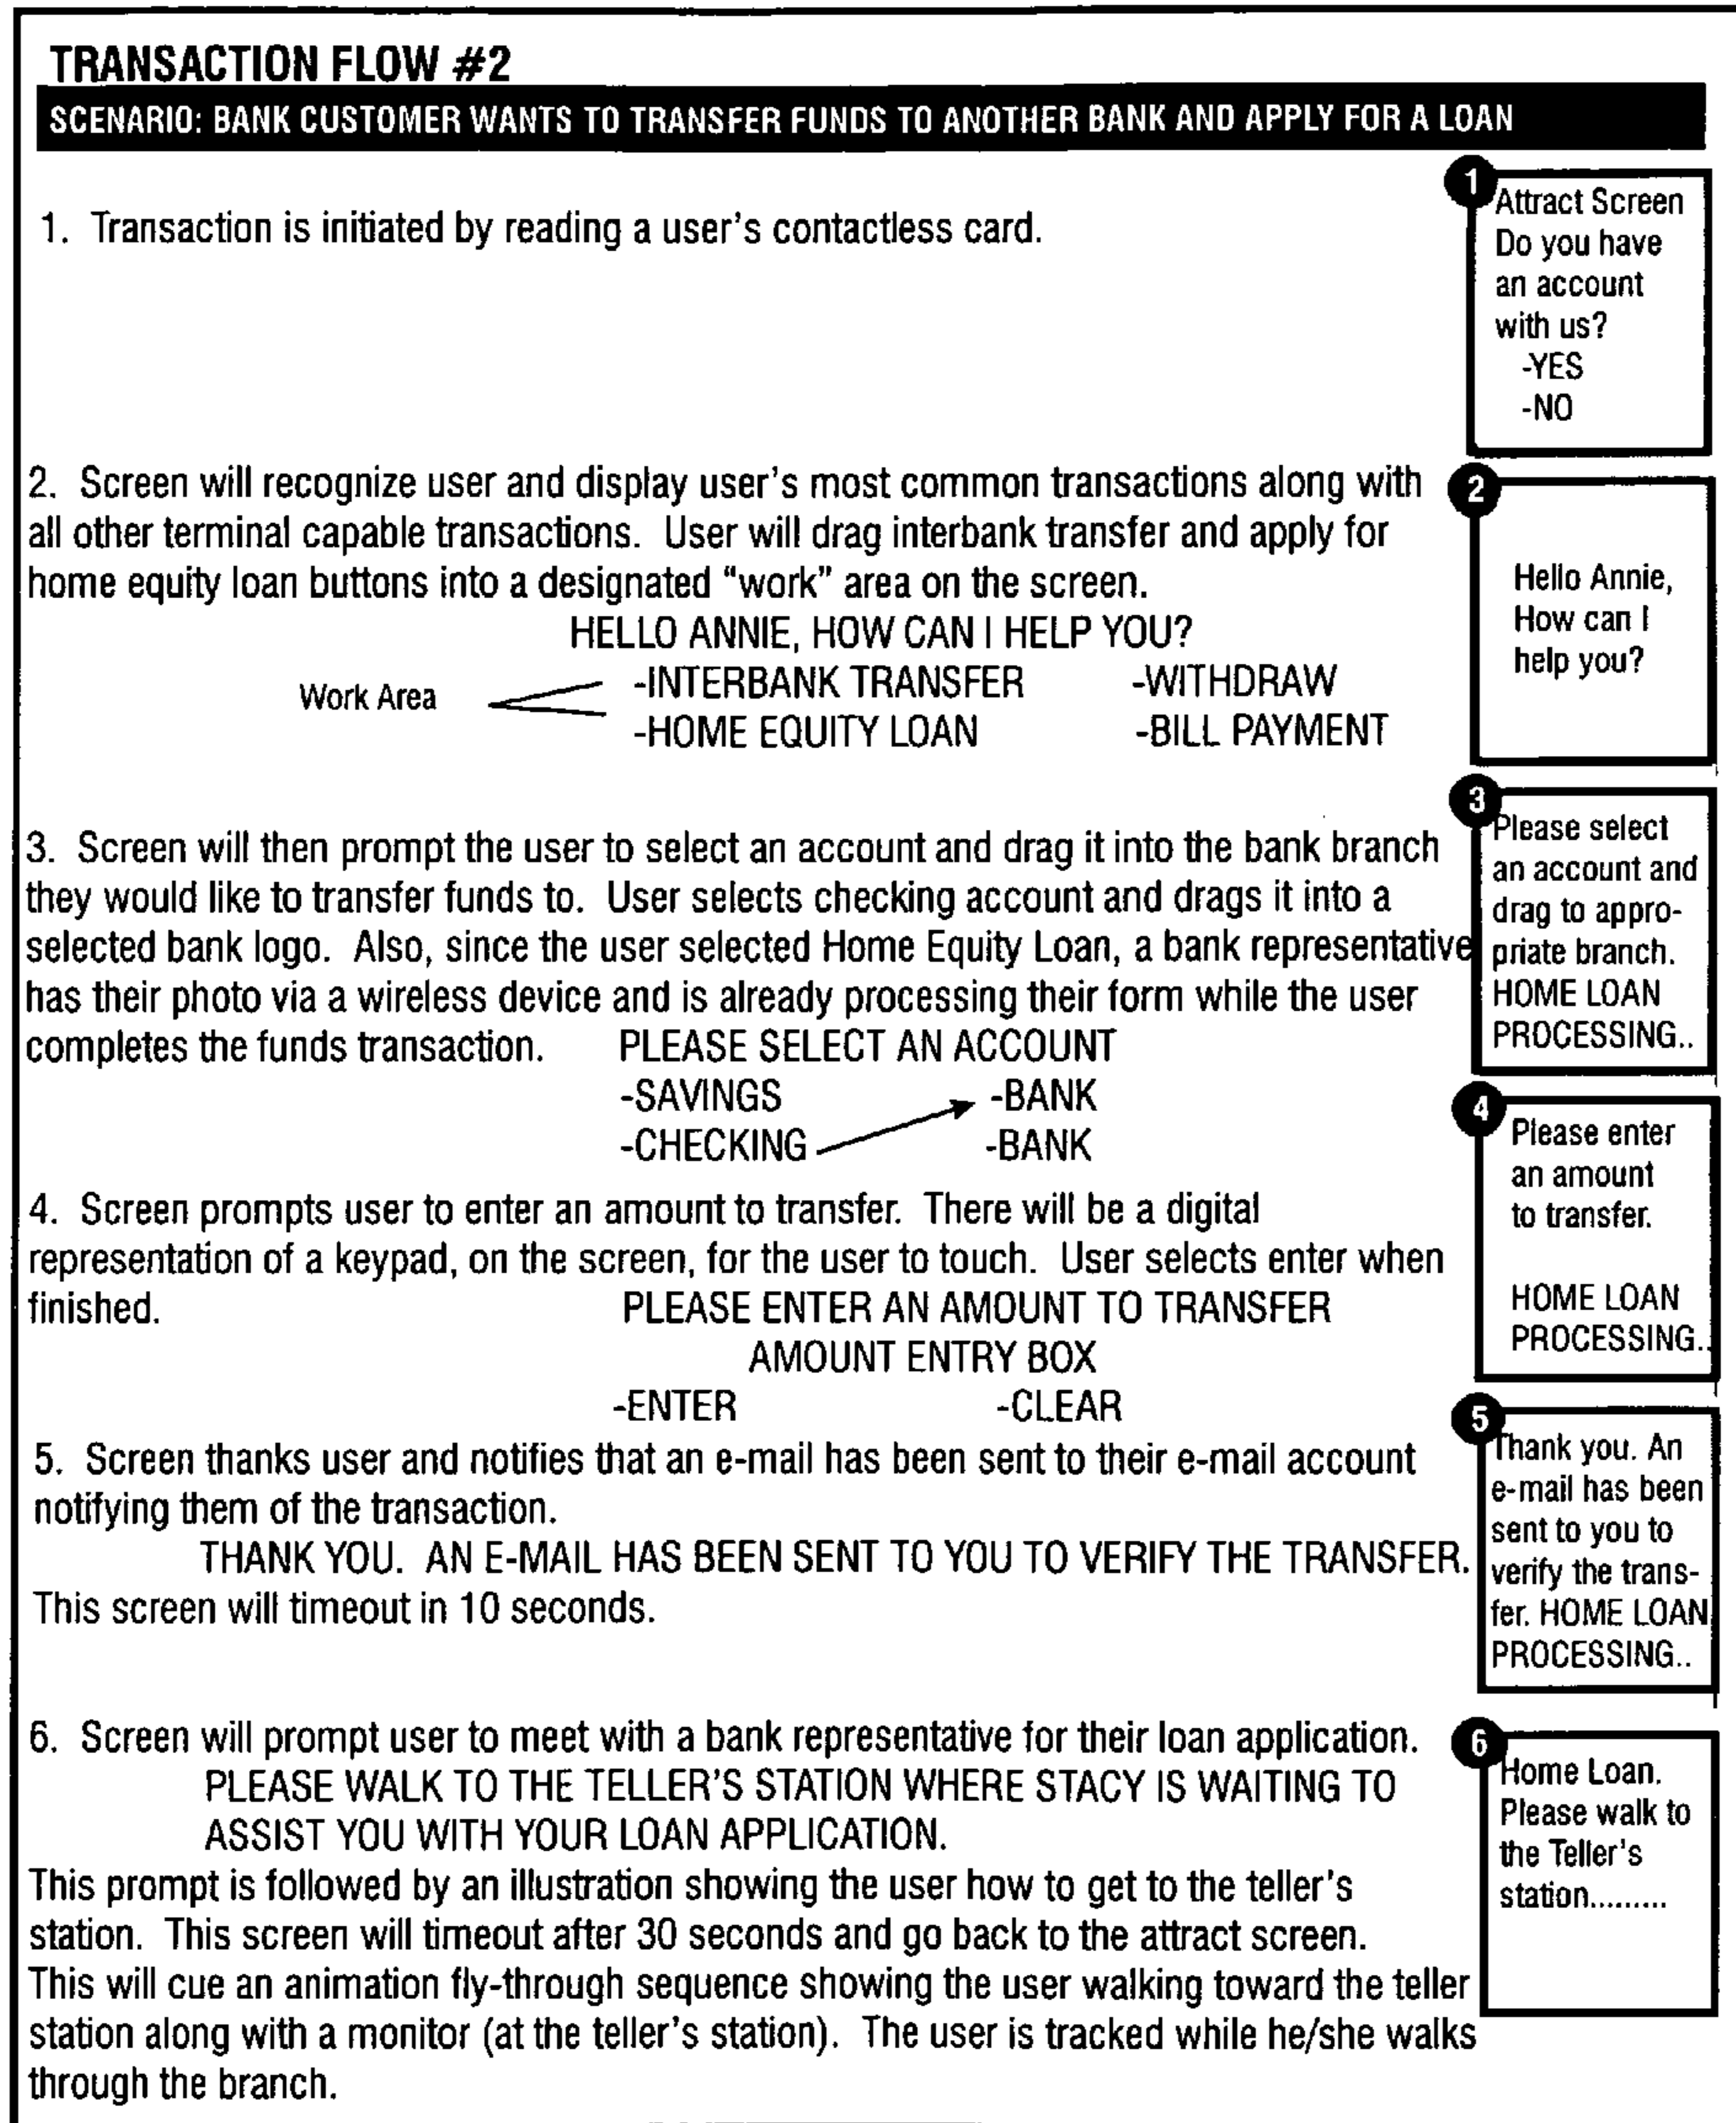 TRANSACTION FLOW #2
SCENARIO: BANK CUSTOMER WANTS TO TRANSFER FUNDS TO ANOTHER BANK AND APPLY FOR A LOAN
1. Transaction is initiated by reading a user's contactless card.
1
Attract Screen
Do you have
an account
with us?
-YES
-NO
2. Screen will recognize user and display user's most common transactions along with
all other terminal capable transactions. User will drag interbank transfer and apply for
home equity loan buttons into a designated "work" area on the screen.
HELLO ANNIE, HOW CAN I HELP YOU?
Work Area -INTERBANK TRANSFER -WITHDRAW
-HOME EQUITY LOAN -BILL PAYMENT
2
Hello Annie,
How can I
help you?
3. Screen will then prompt the user to select an account and drag it into the bank branch
they would like to transfer funds to. User selects checking account and drags it into a
selected bank logo. Also, since the user selected Home Equity Loan, a bank representative
has their photo via a wireless device and is already processing their form while the user
completes the funds transaction. PLEASE SELECT AN ACCOUNT
-SAVINGS -BANK
-CHECKING -BANK
3
Please select
an account and
drag to appro-
priate branch.
HOME LOAN
PROCESSING..
4. Screen prompts user to enter an amount to transfer. There will be a digital
representation of a keypad, on the screen, for the user to touch. User selects enter when
finished. PLEASE ENTER AN AMOUNT TO TRANSFER
AMOUNT ENTRY BOX
-ENTER -CLEAR
4
Please enter
an amount
to transfer.
HOME LOAN
PROCESSING..
5. Screen thanks user and notifies that an e-mail has been sent to their e-mail account
notifying them of the transaction.
THANK YOU. AN E-MAIL HAS BEEN SENT TO YOU TO VERIFY THE TRANSFER.
This screen will timeout in 10 seconds.
5
Thank you. An
e-mail has been
sent to you to
verify the trans-
fer. HOME LOAN
PROCESSING..
6. Screen will prompt user to meet with a bank representative for their loan application.
PLEASE WALK TO THE TELLER'S STATION WHERE STACY IS WAITING TO
ASSIST YOU WITH YOUR LOAN APPLICATION.
This prompt is followed by an illustration showing the user how to get to the teller's
station. This screen will timeout after 30 seconds and go back to the attract screen.
This will cue an animation fly-through sequence showing the user walking toward the teller
station along with a monitor (at the teller's station). The user is tracked while he/she walks
through the branch.
6
Home Loan.
Please walk to
the Teller's
station.........